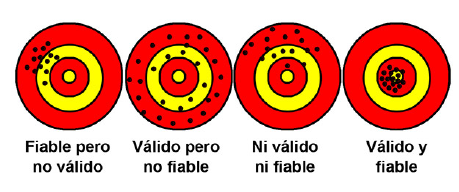 Fiable pero
no válido
Válido pero
no fiable
Ni válido
ni fiable
Válido y
fiable